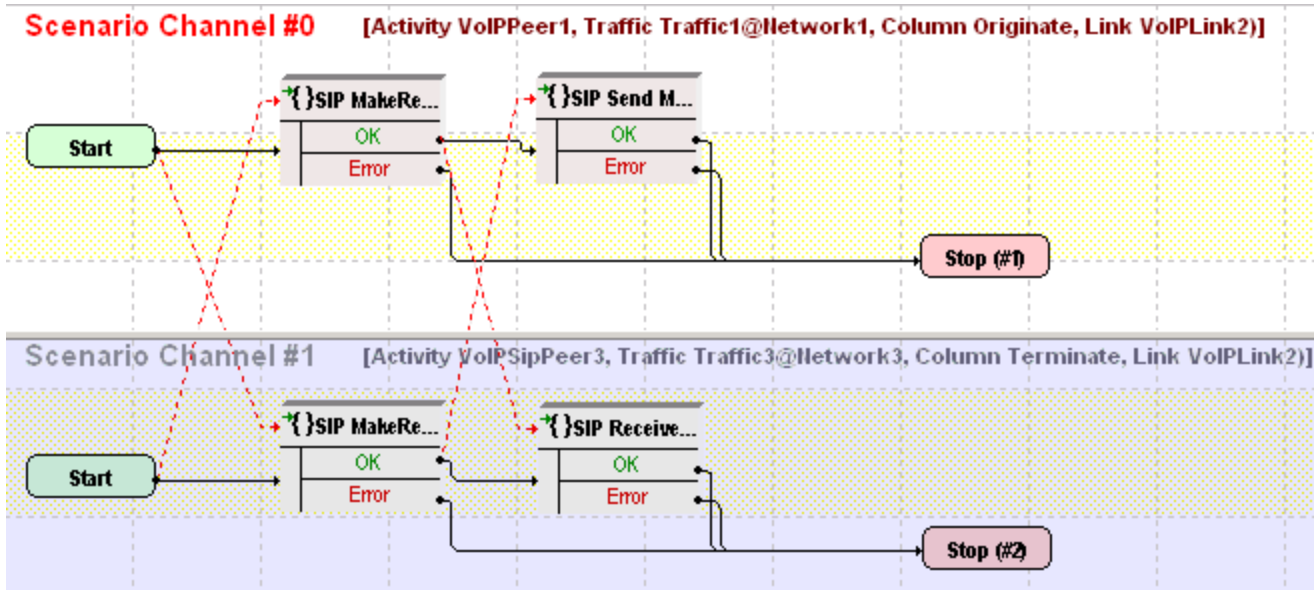 Scenario Channel #0 [Activity VoIPPeer1, Traffic Traffic1@Network1, Column Originate, Link VoIPLink2)]
{ }SIP MakeRe... { }SIP Send M...
Start OK OK
Error Error
Stop (#1)
Scenario Channel #1 [Activity VoIPSipPeer3, Traffic Traffic3@Network3, Column Terminate, Link VoIPLink2)]
{ }SIP MakeRe... { }SIP Receive...
Start OK OK
Error Error
Stop (#2)